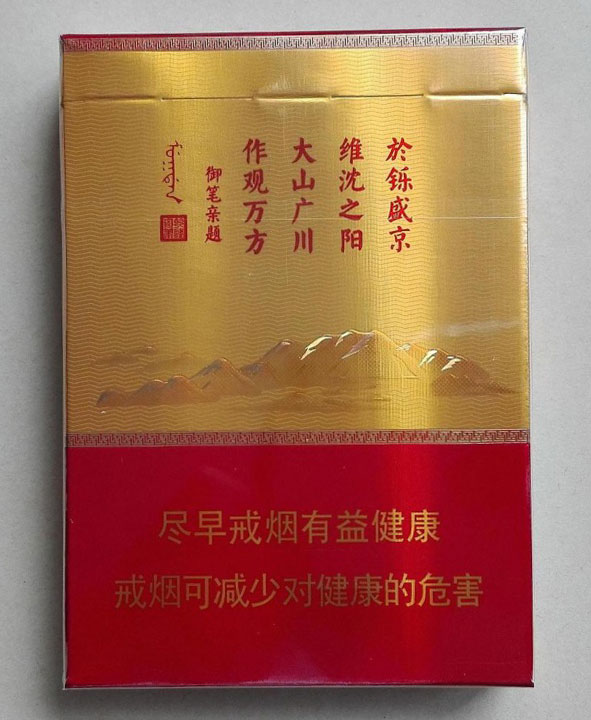 於铄盛京
维沈之阳
大山广川
作观万方
御笔亲题
尽早戒烟有益健康
戒烟可减少对健康的危害